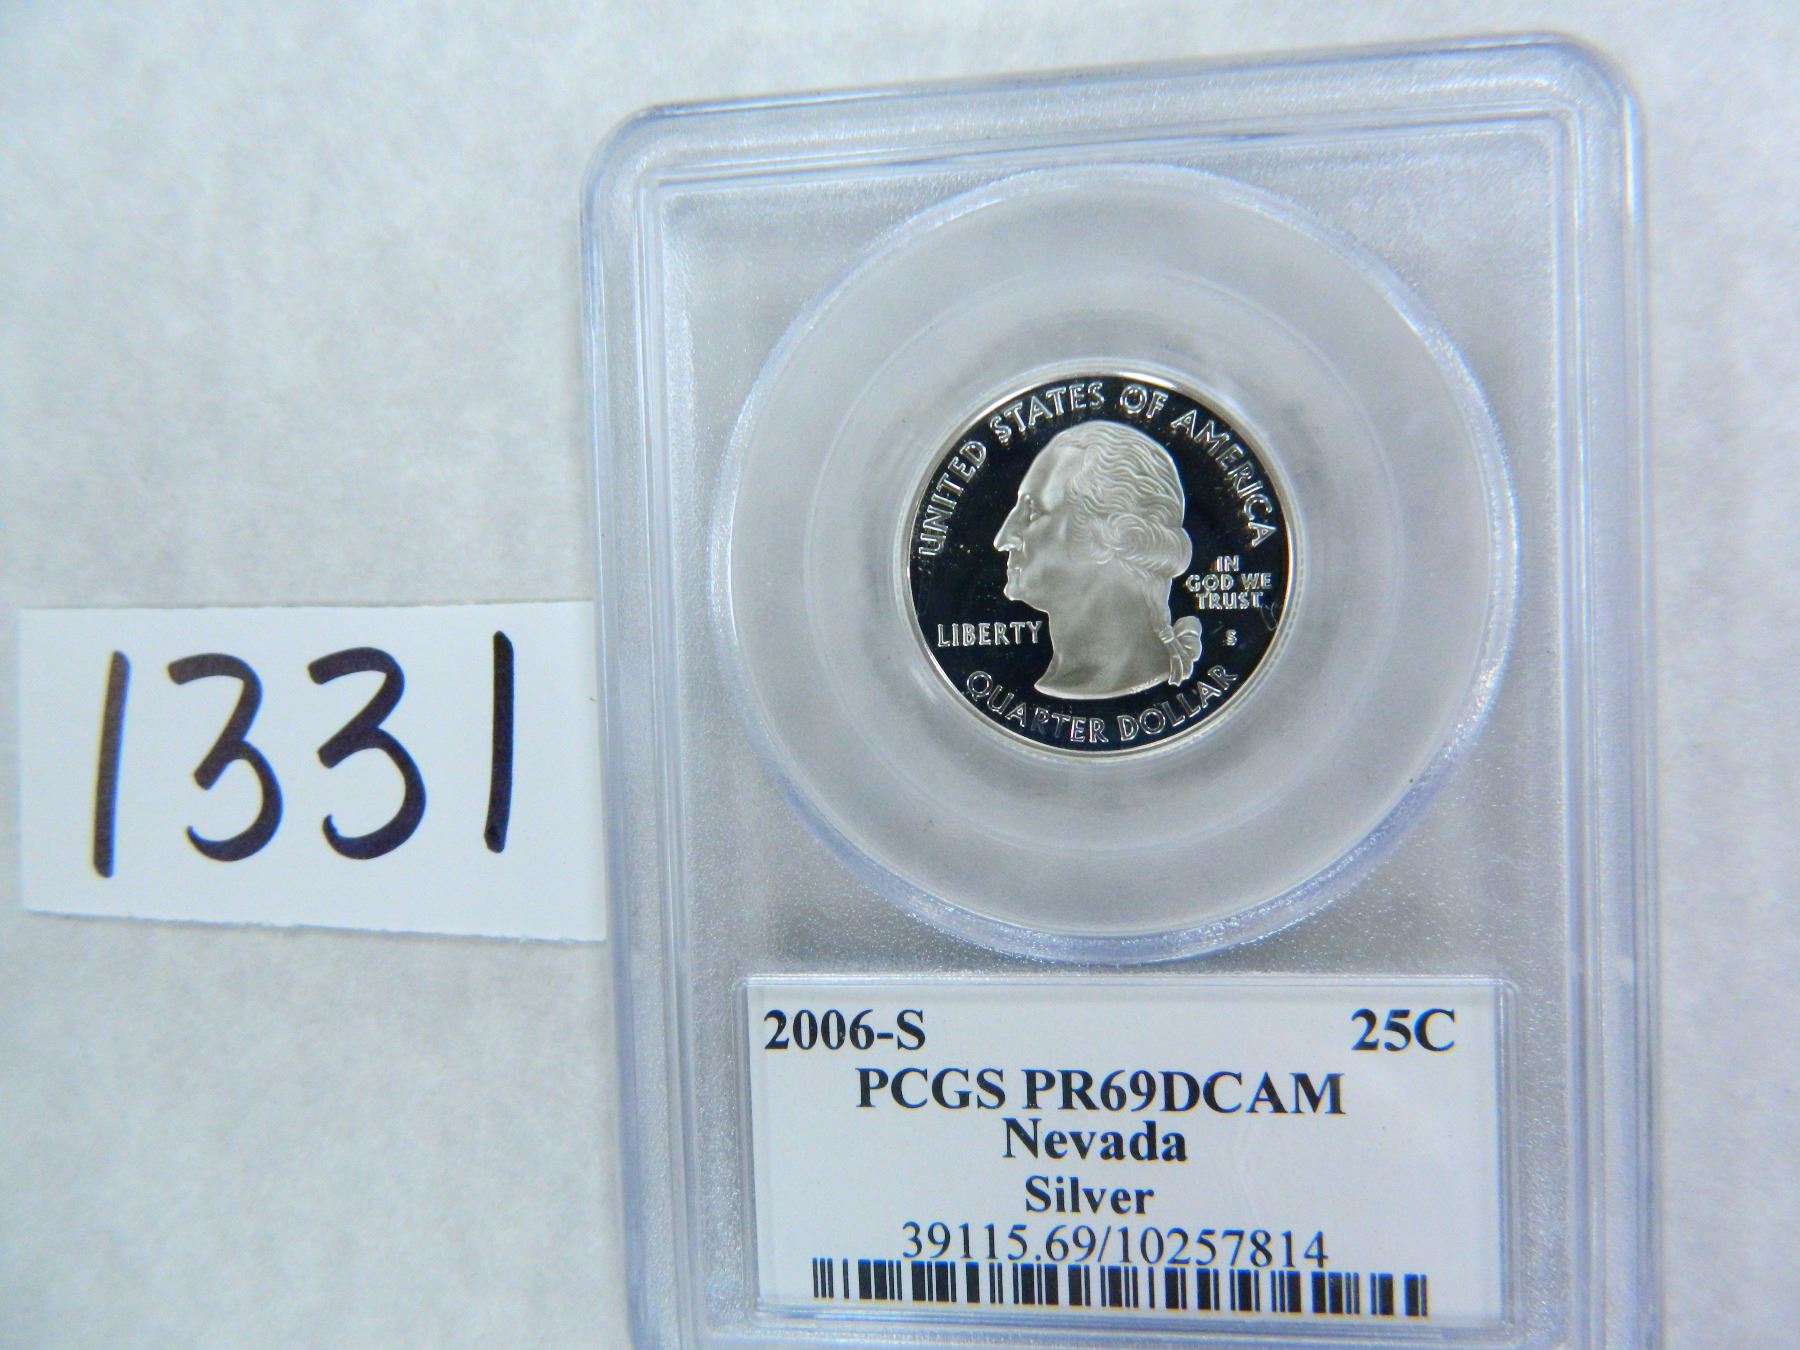 1331
UNITED STATES OF AMERICA
IN
GOD WE
TRUST
LIBERTY
S
QUARTER DOLLAR
2006-S 25C
PCGS PR69DCAM
Nevada
Silver
39115.69/10257814